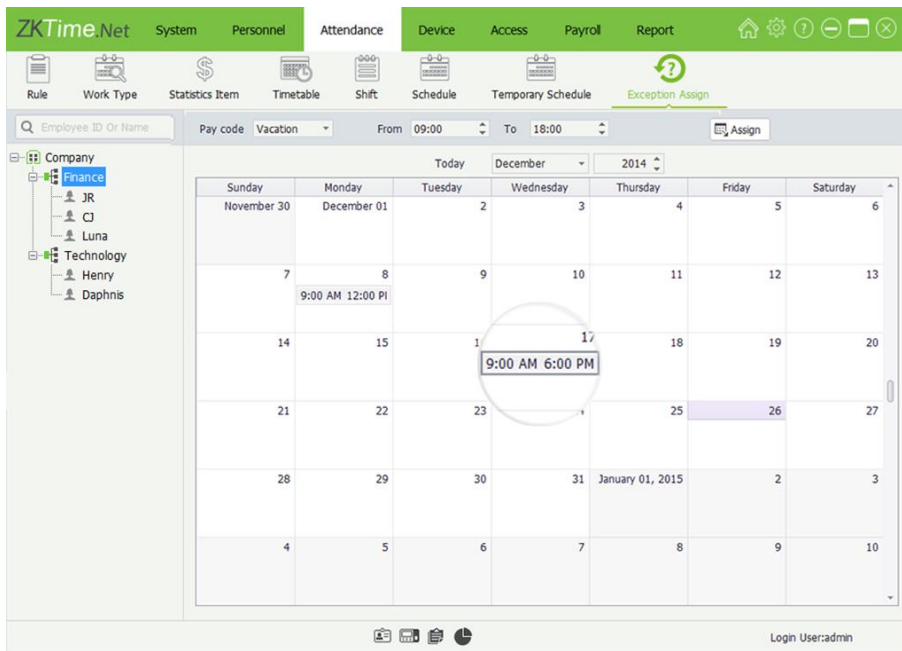 ZKTime.Net System Personnel Attendance Device Access Payroll Report
Rule Work Type Statistics Item Timetable Shift Schedule Temporary Schedule Exception Assign
Employee ID Or Name
Pay code Vacation From 09:00 To 18:00 Assign
Company
Finance
JR
CJ
Luna
Technology
Henry
Daphnis
Today December 2014
Sunday Monday Tuesday Wednesday Thursday Friday Saturday
November 30 December 01 2 3 4 5 6
7 8 9 10 11 12 13
9:00 AM 12:00 PI
14 15 17 18 19 20
9:00 AM 6:00 PM
21 22 23 25 26 27
28 29 30 31 January 01, 2015 2 3
4 5 6 7 8 9 10
Login User:admin